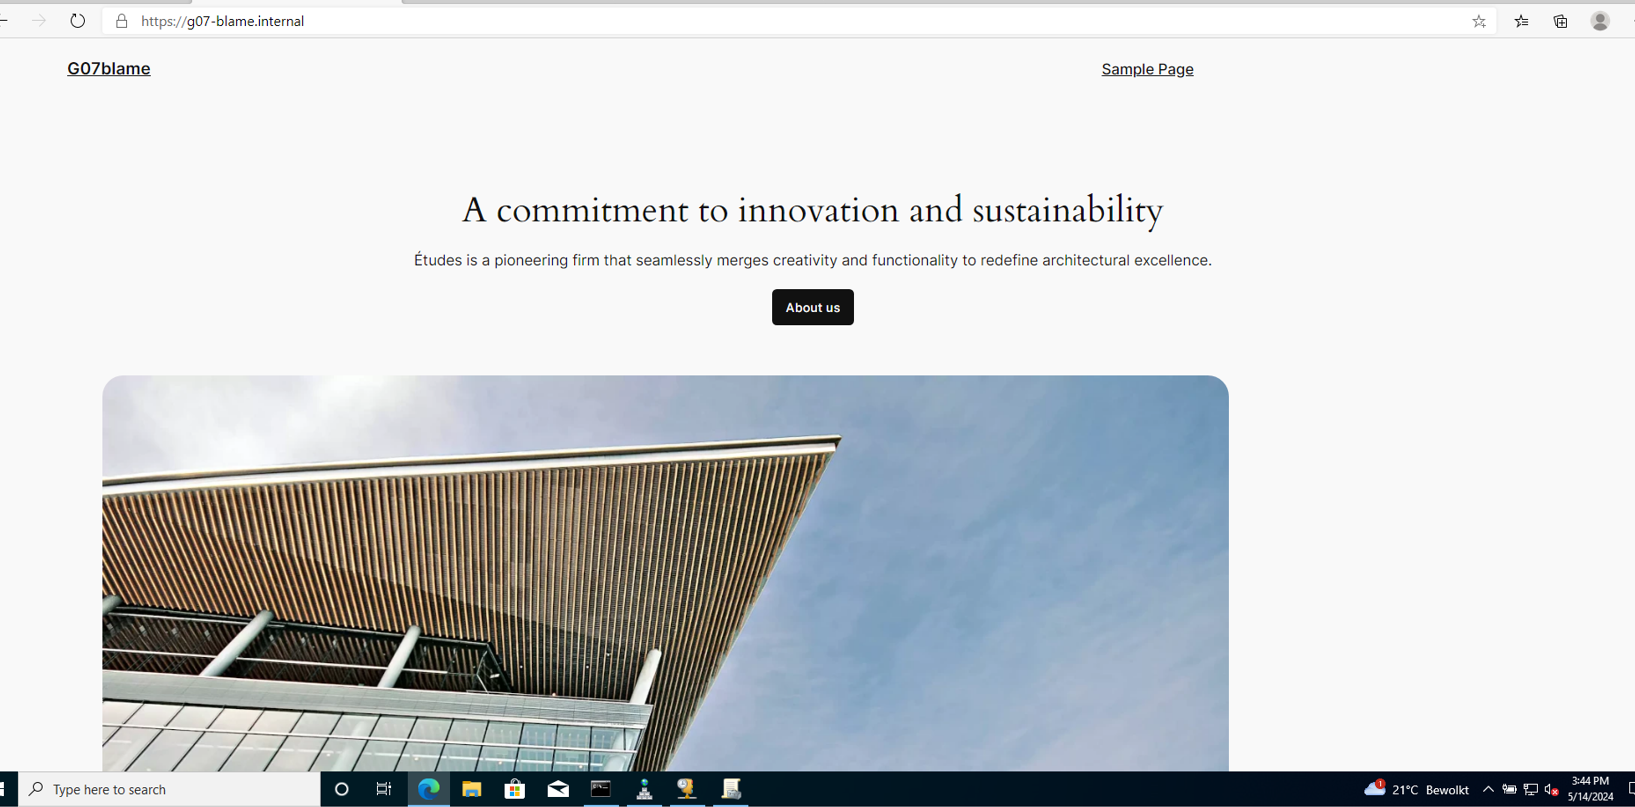 https://g07-blame.internal
G07blame
Sample Page
A commitment to innovation and sustainability
Études is a pioneering firm that seamlessly merges creativity and functionality to redefine architectural excellence.
About us
Type here to search
1
21°C Bewolkt
3:44 PM
5/14/2024